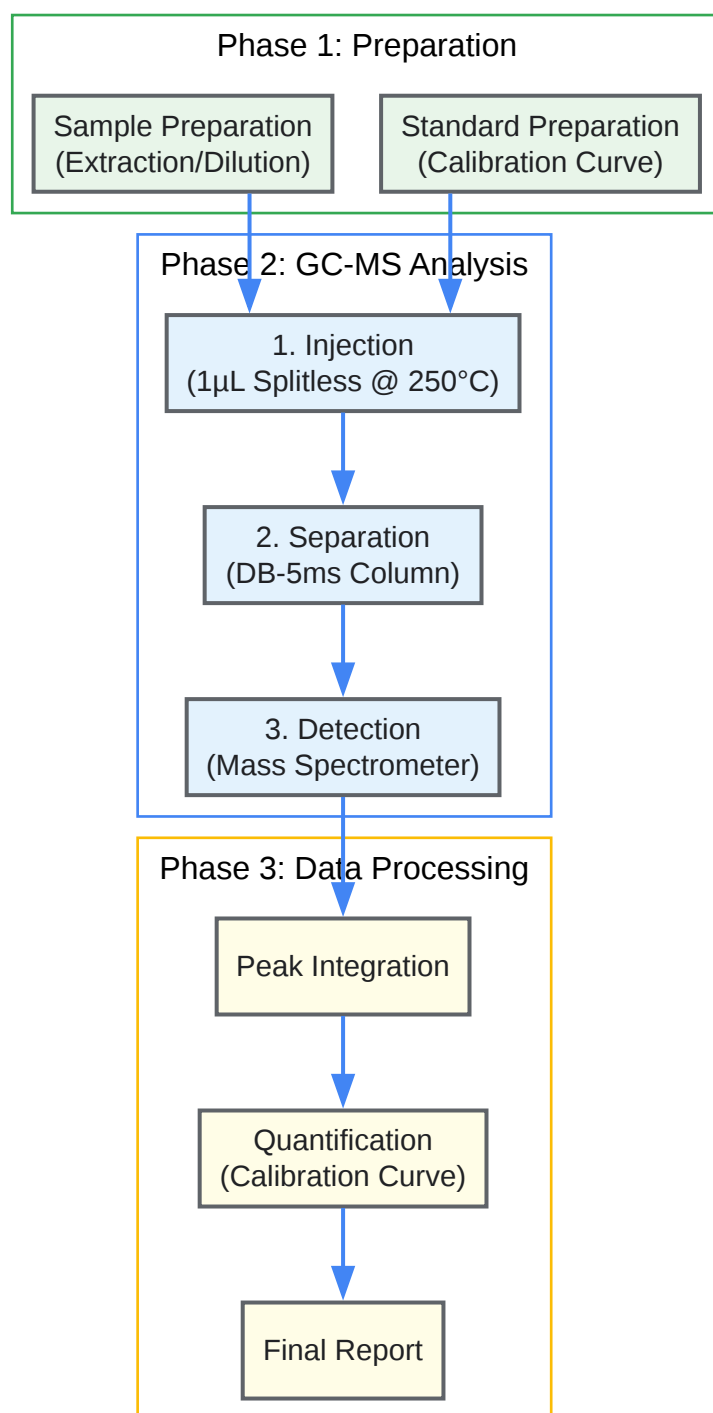 Phase 1: Preparation
Sample Preparation
(Extraction/Dilution)
Standard Preparation
(Calibration Curve)
Phase 2: GC-MS Analysis
1. Injection
(1µL Splitless @ 250°C)
2. Separation
(DB-5ms Column)
3. Detection
(Mass Spectrometer)
Phase 3: Data Processing
Peak Integration
Quantification
(Calibration Curve)
Final Report